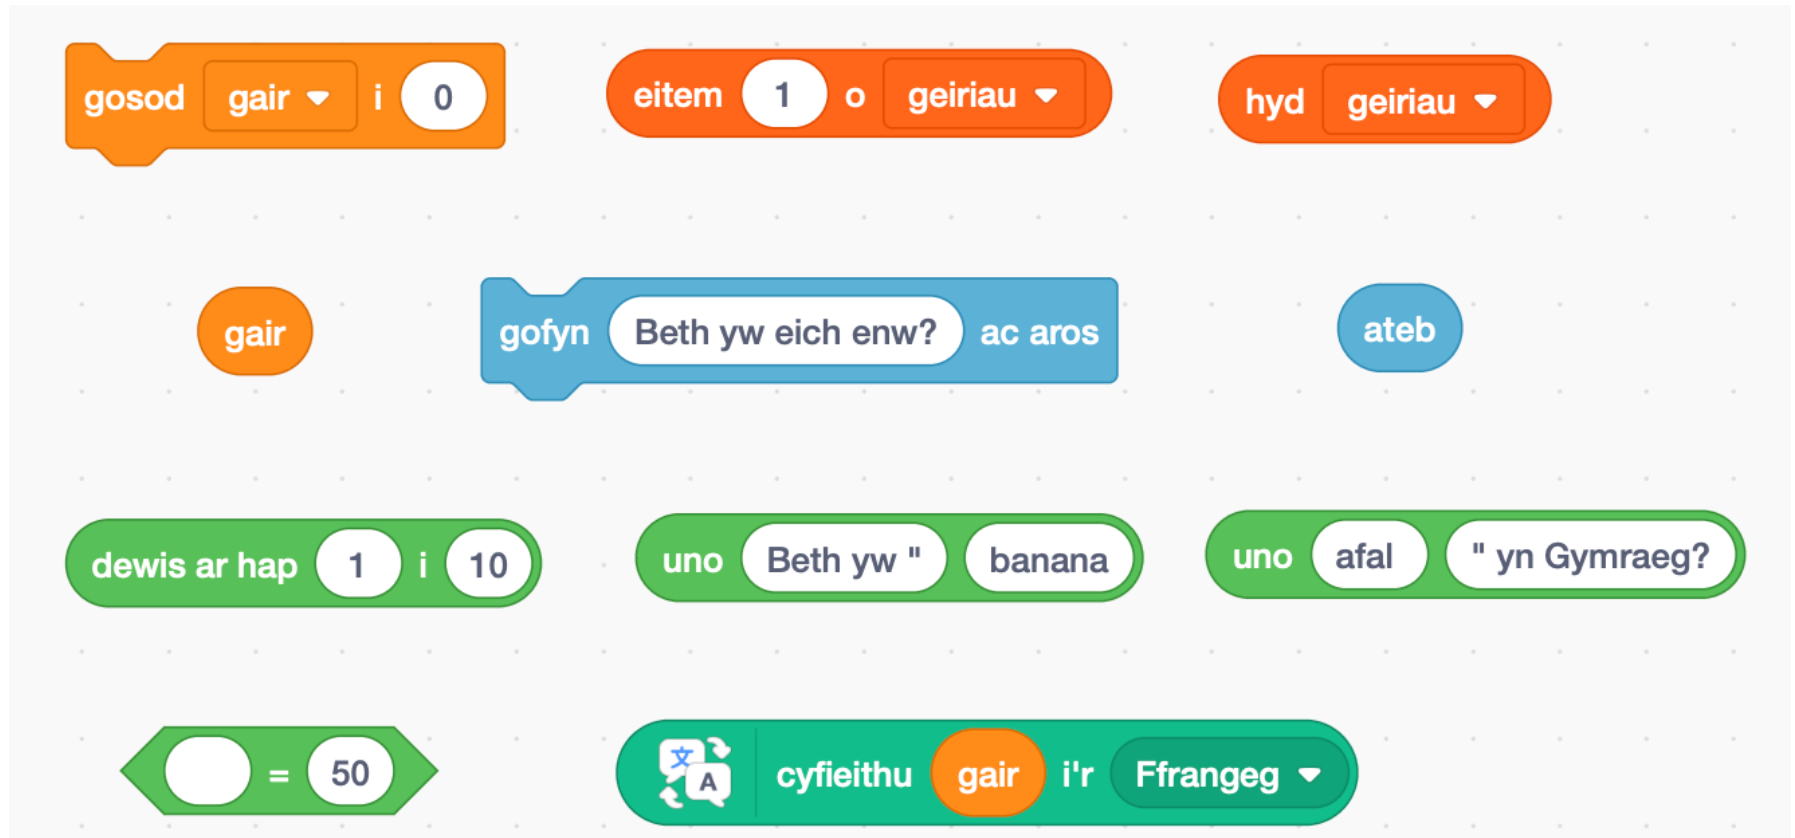 gosod gair i 0
eitem 1 o geiriau
hyd geiriau
gair
gofyn Beth yw eich enw? ac aros
ateb
dewis ar hap 1 i 10
uno Beth yw " banana
uno afal " yn Gymraeg?
= 50
文 A cyfieithu gair i'r Ffrangeg